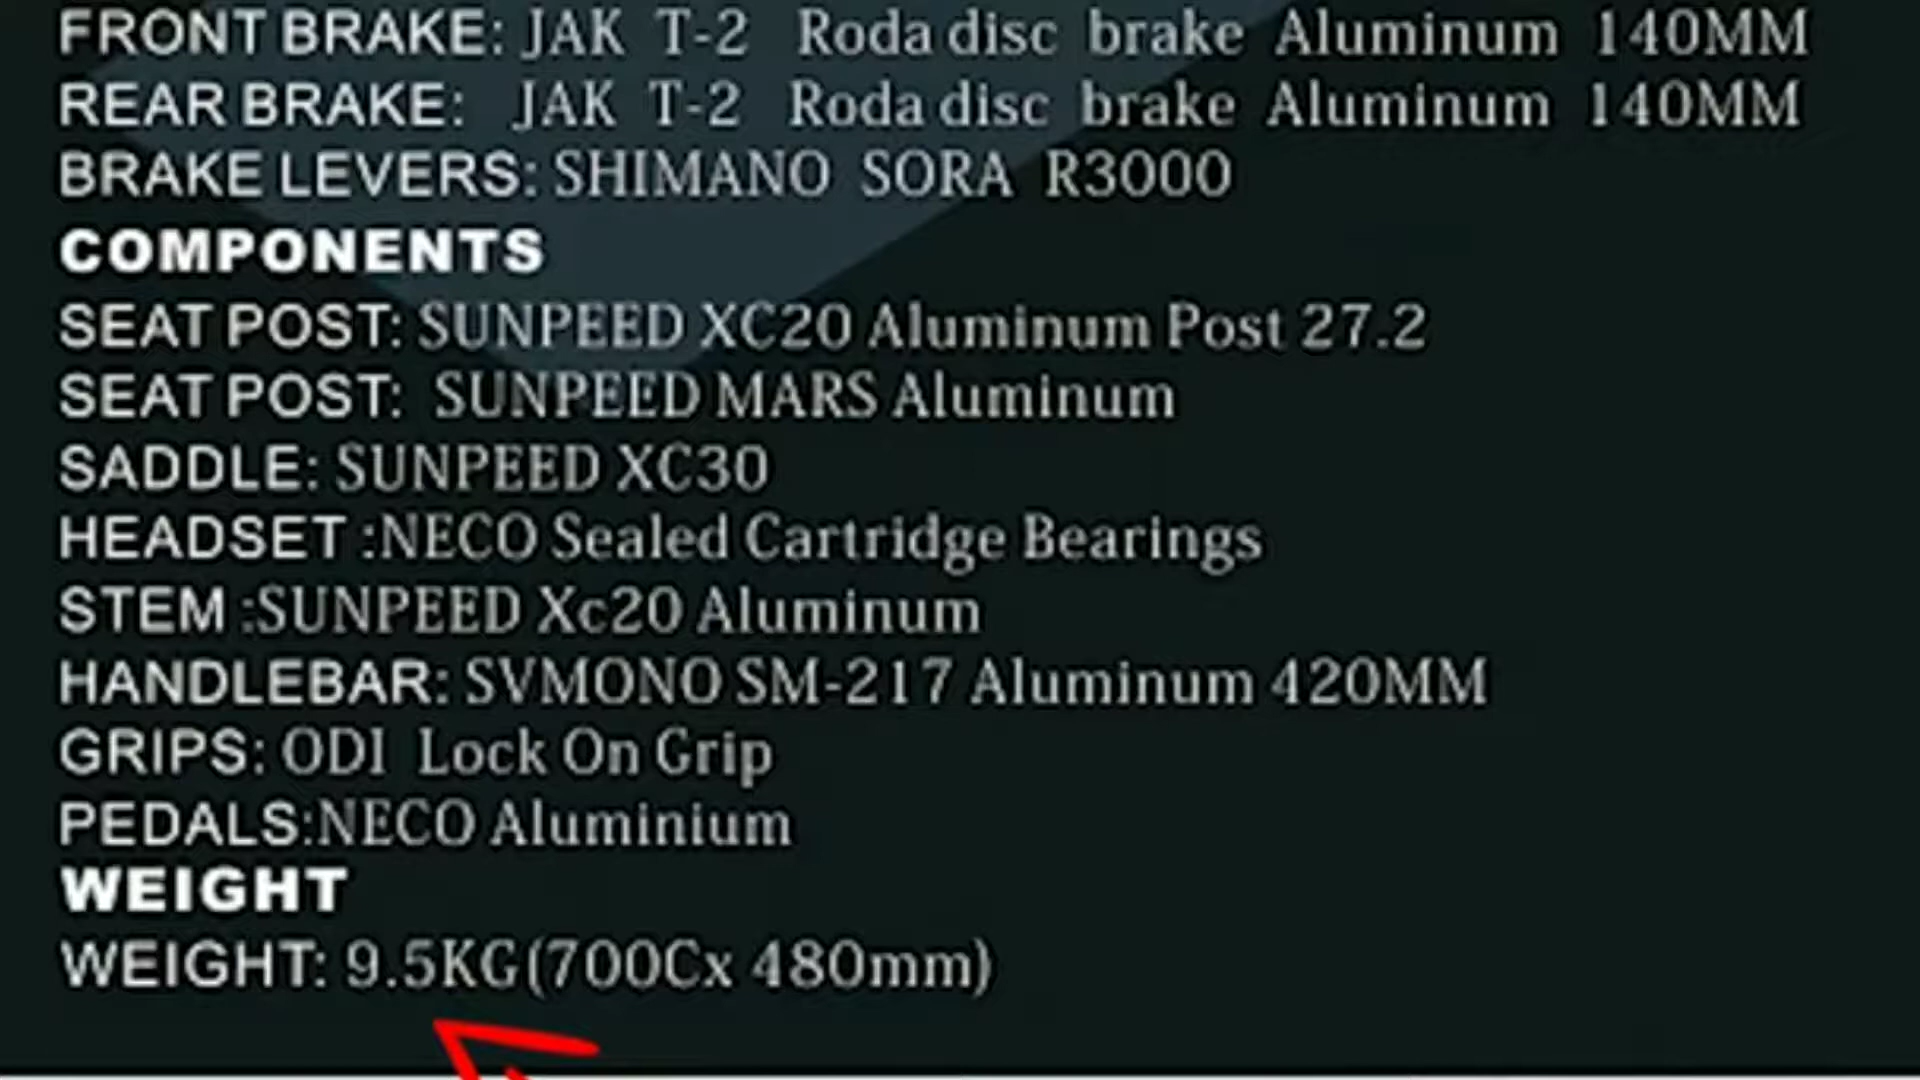 FRONT BRAKE: JAK T-2 Roda disc brake Aluminum 140MM
REAR BRAKE: JAK T-2 Roda disc brake Aluminum 140MM
BRAKE LEVERS: SHIMANO SORA R3000
COMPONENTS
SEAT POST: SUNPEED XC20 Aluminum Post 27.2
SEAT POST: SUNPEED MARS Aluminum
SADDLE: SUNPEED XC30
HEADSET :NECO Sealed Cartridge Bearings
STEM :SUNPEED Xc20 Aluminum
HANDLEBAR: SVMONO SM-217 Aluminum 420MM
GRIPS: ODI Lock On Grip
PEDALS:NECO Aluminium
WEIGHT
WEIGHT: 9.5KG(700Cx 480mm)